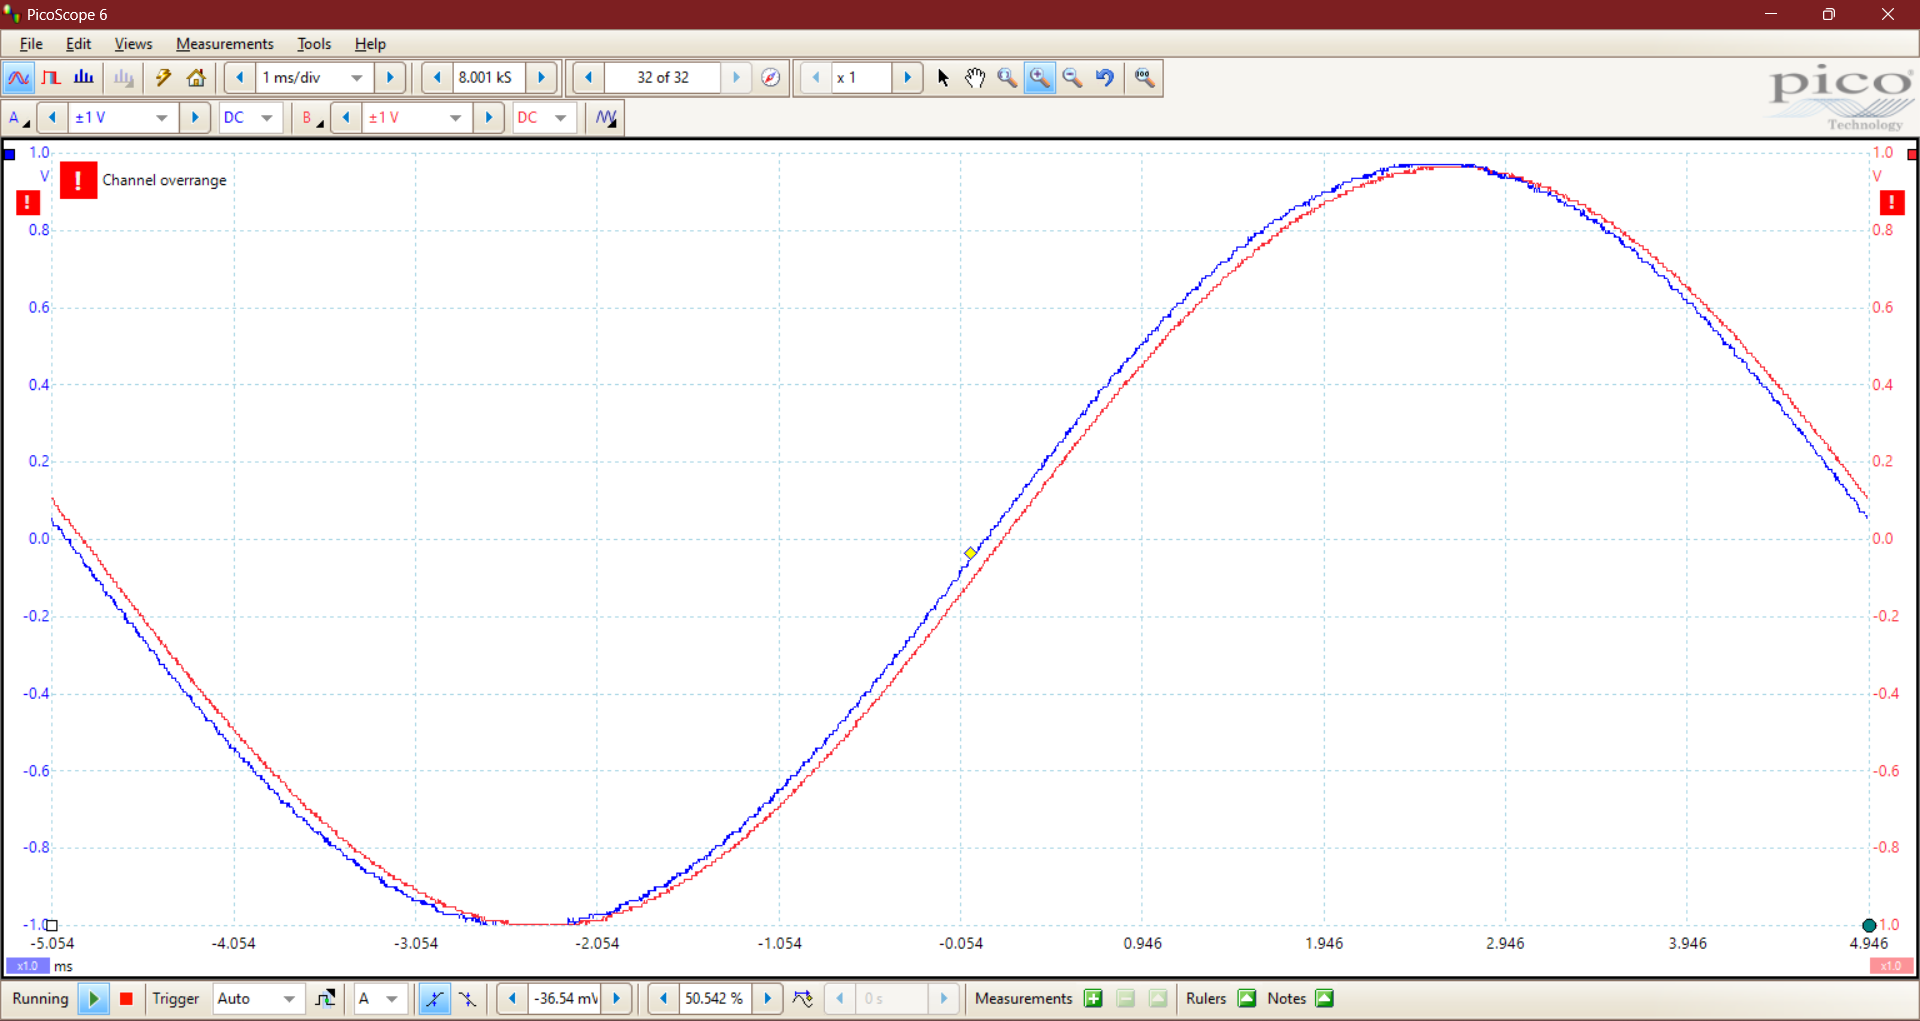 PicoScope 6
File Edit Views Measurements Tools Help
1 ms/div 8.001 kS 32 of 32 x 1
pico
Technology
A ±1 V DC B ±1 V DC
1.0 Channel overrange 1.0
V V
! ! !
0.8 0.8
0.6 0.6
0.4 0.4
0.2 0.2
0.0 0.0
-0.2 -0.2
-0.4 -0.4
-0.6 -0.6
-0.8 -0.8
-1.0 1.0
-5.054 -4.054 -3.054 -2.054 -1.054 -0.054 0.946 1.946 2.946 3.946 4.946
x1.0 ms x1.0
Running Trigger Auto A -36.54 mV 50.542 % 0 s Measurements Rulers Notes